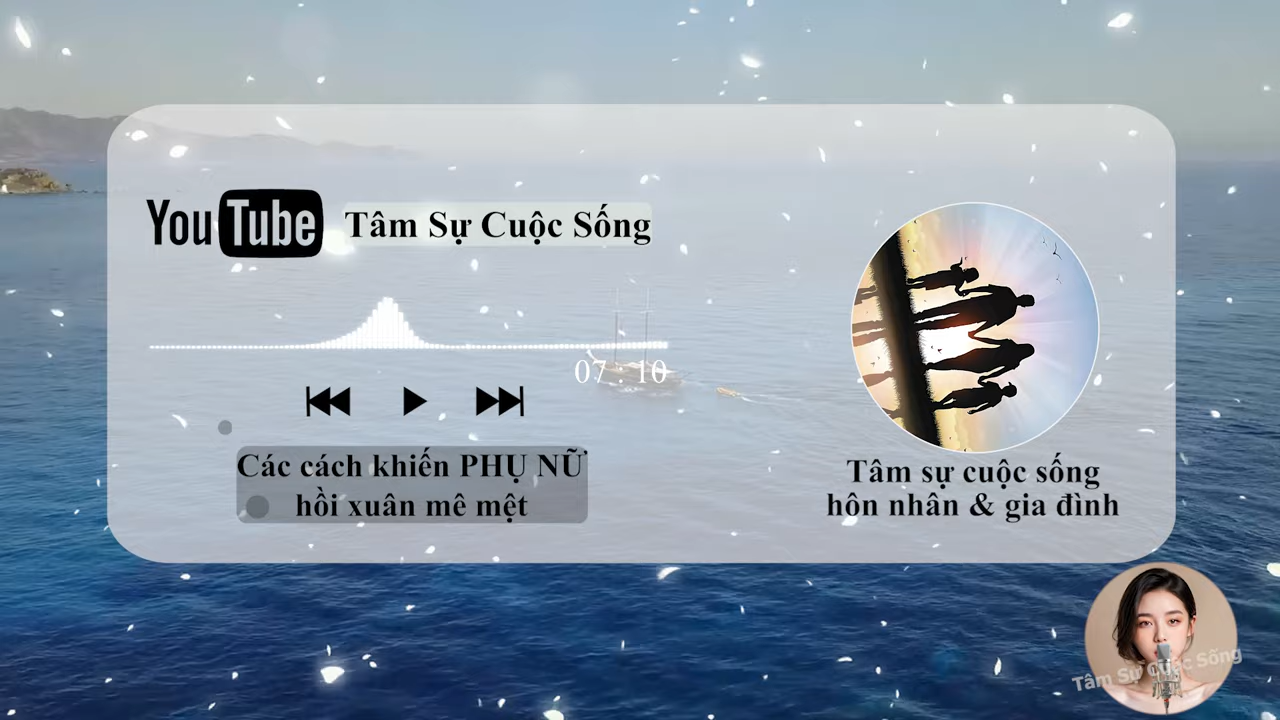 YouTube
Tâm Sự Cuộc Sống
07 : 10
Các cách khiến PHỤ NỮ
hồi xuân mê mệt
Tâm sự cuộc sống
hôn nhân & gia đình
Tâm Sự Cuộc Sống